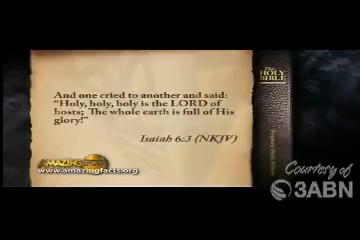 And one cried to another and said:
"Holy, holy, holy is the LORD of
hosts; The whole earth is full of His
glory!"
Isaiah 6:3 (NKJV)
The
HOLY
BIBLE
AMAZING FACTS
www.amazingfacts.org
Courtesy of
3ABN